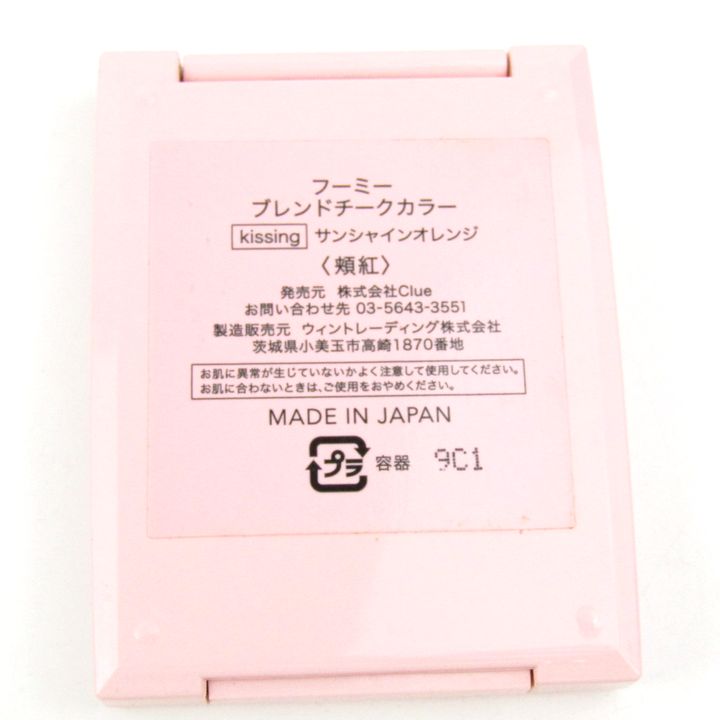 フーミー
ブレンドチークカラー
kissing サンシャインオレンジ
〈頬紅〉
発売元 株式会社Clue
お問い合わせ先 03-5643-3551
製造販売元 ウィントレーディング株式会社
茨城県小美玉市高崎1870番地
お肌に異常が生じていないかよく注意して使用してください。
お肌に合わないときは、ご使用をおやめください。
MADE IN JAPAN
プラ 容器 9C1